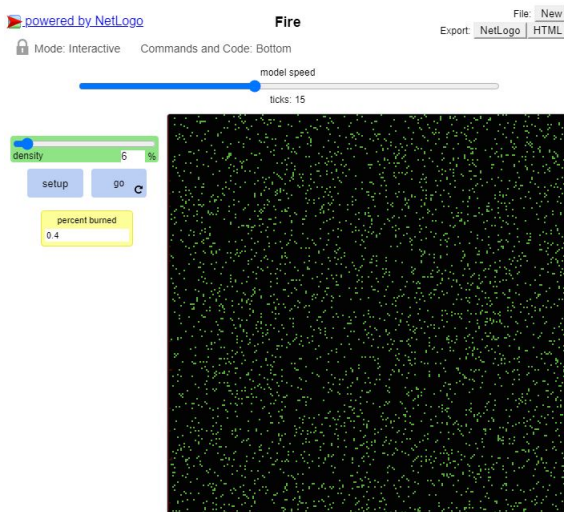 powered by NetLogo
Fire
File: New
Export: NetLogo HTML
Mode: Interactive Commands and Code: Bottom
model speed
ticks: 15
density 6 %
setup go
percent burned
0.4